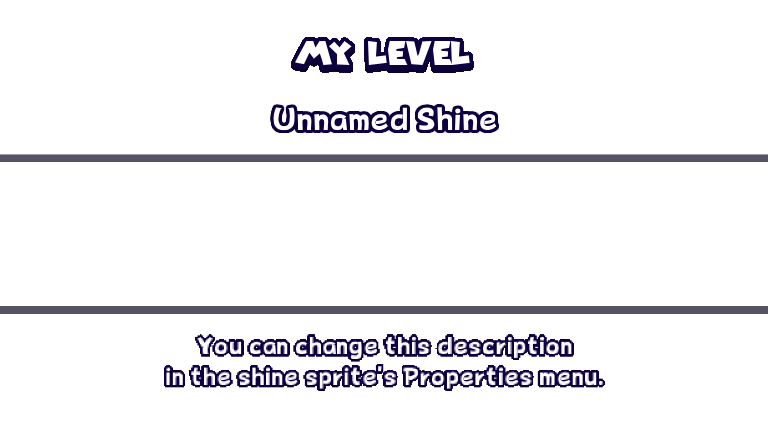 MY LEVEL
Unnamed Shine
You can change this description
in the shine sprite's Properties menu.